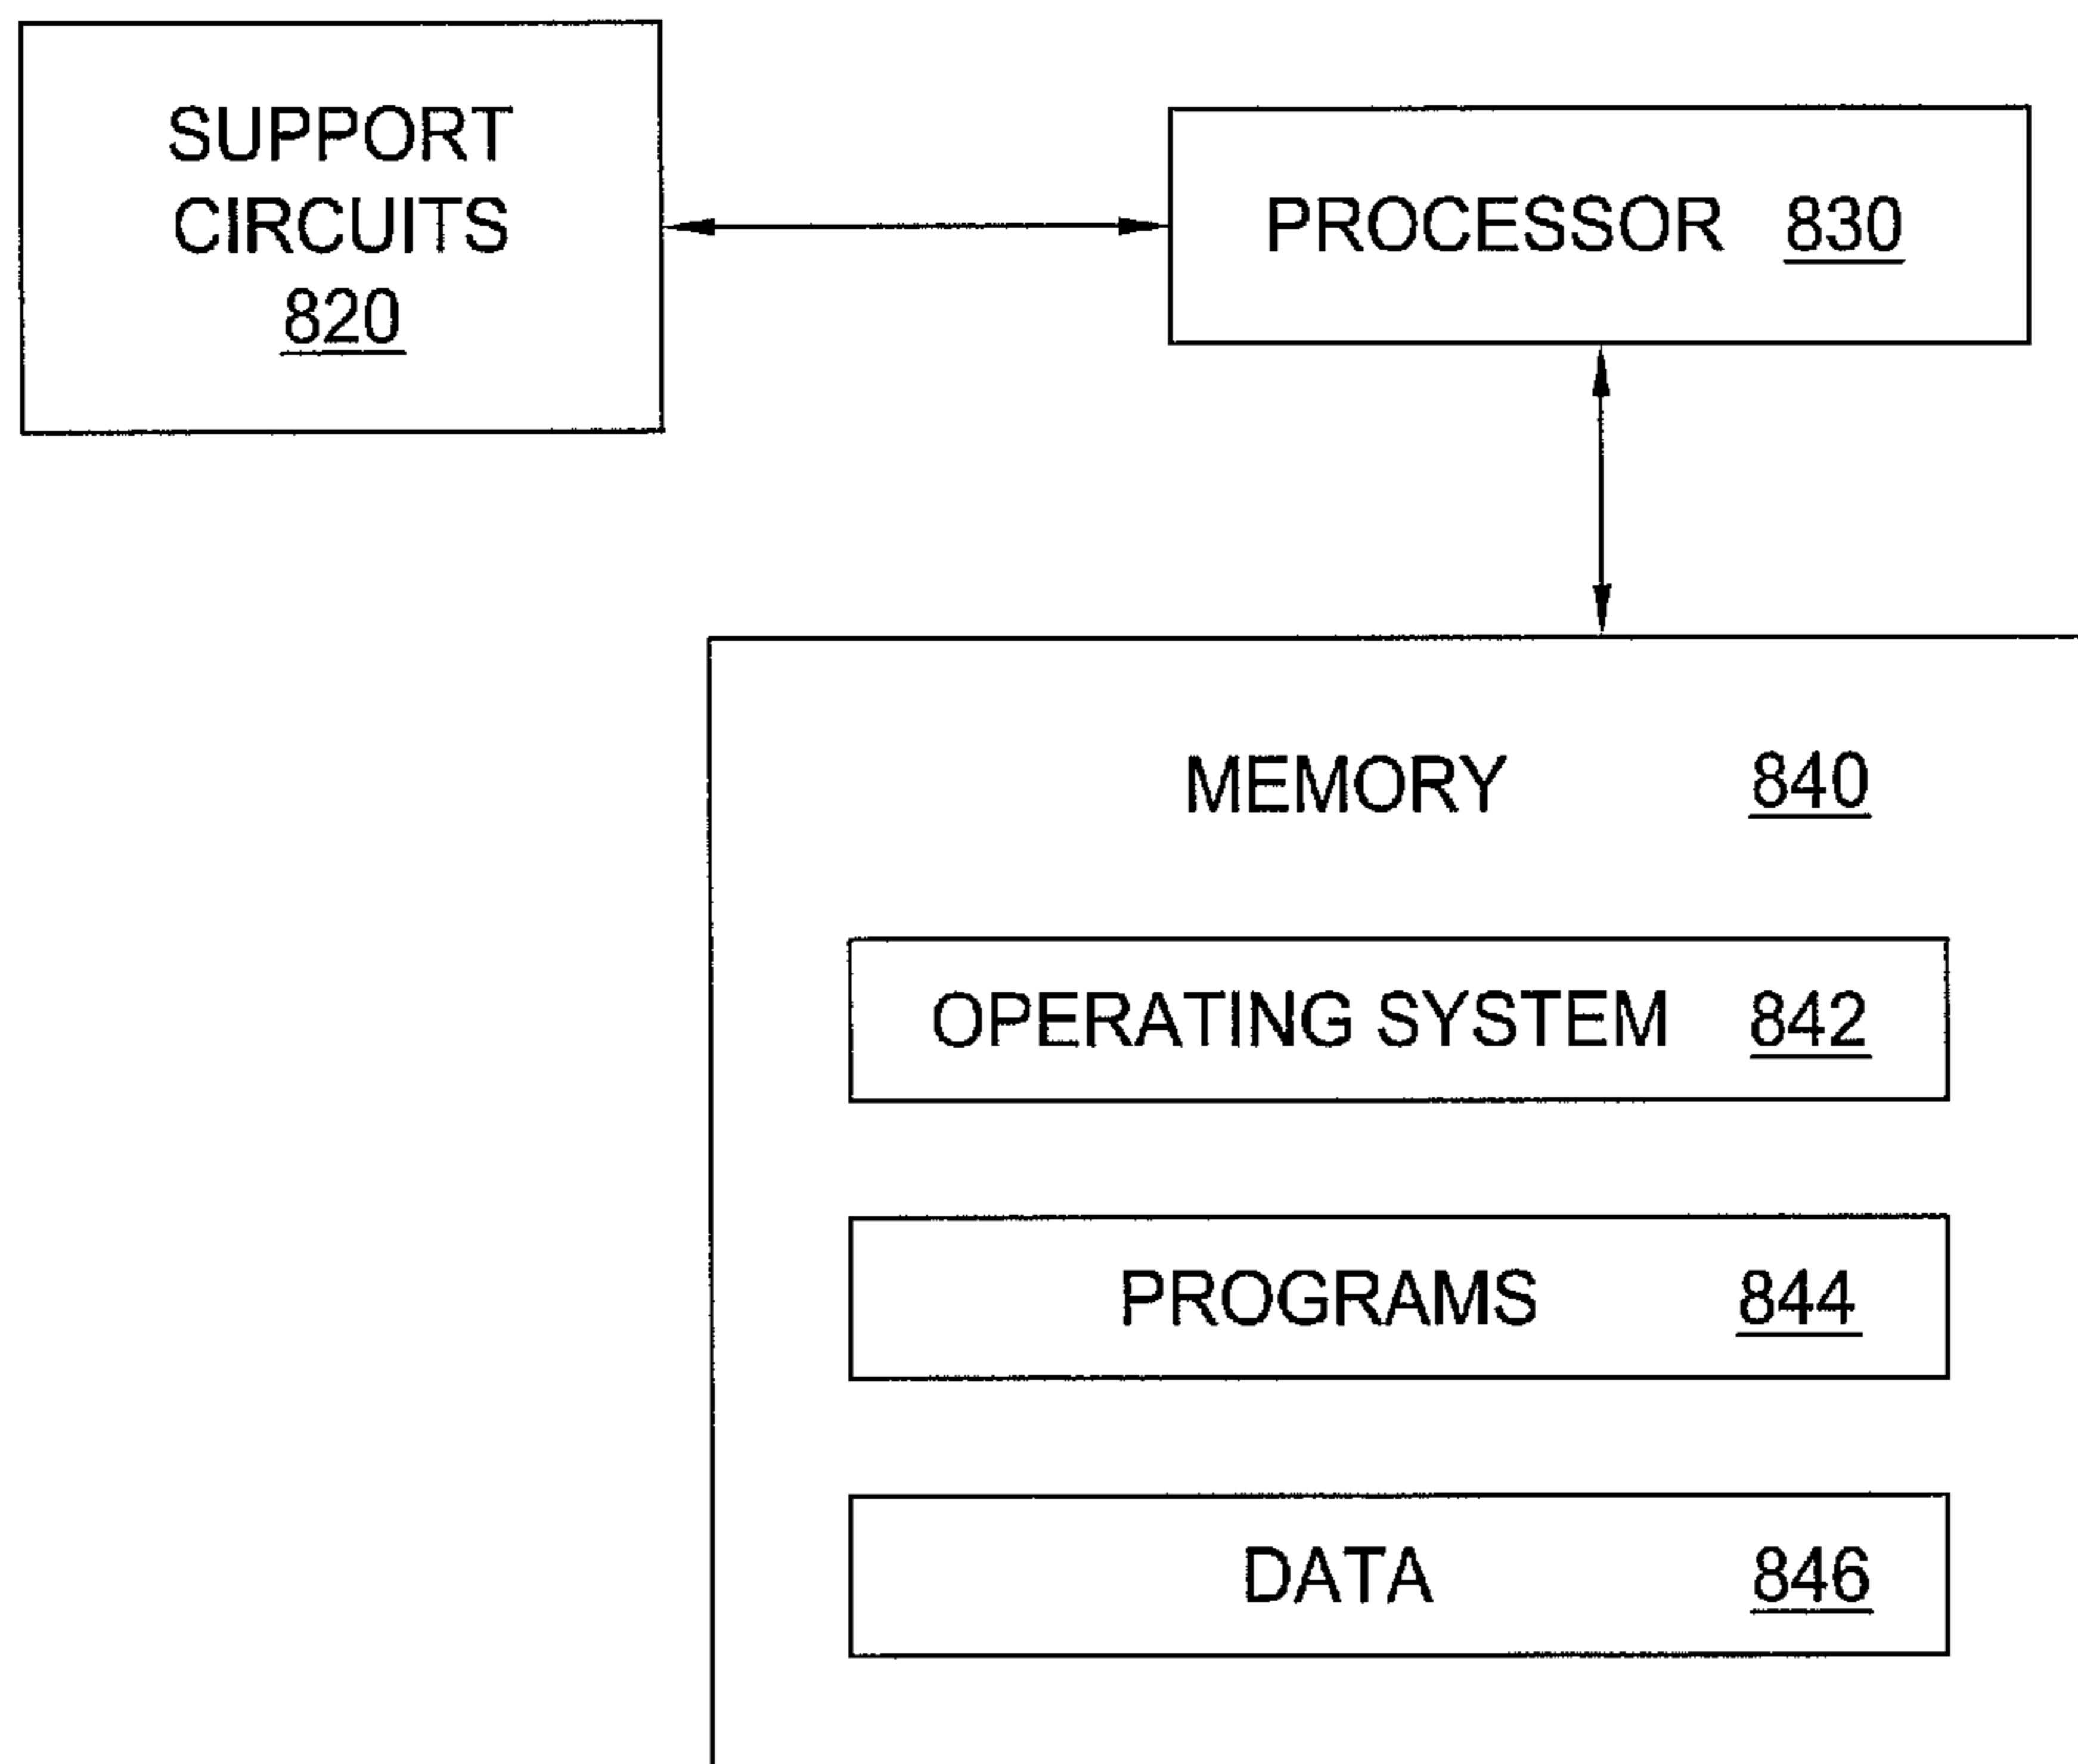 SUPPORT
CIRCUITS
820
PROCESSOR 830
MEMORY 840
OPERATING SYSTEM 842
PROGRAMS 844
DATA 846